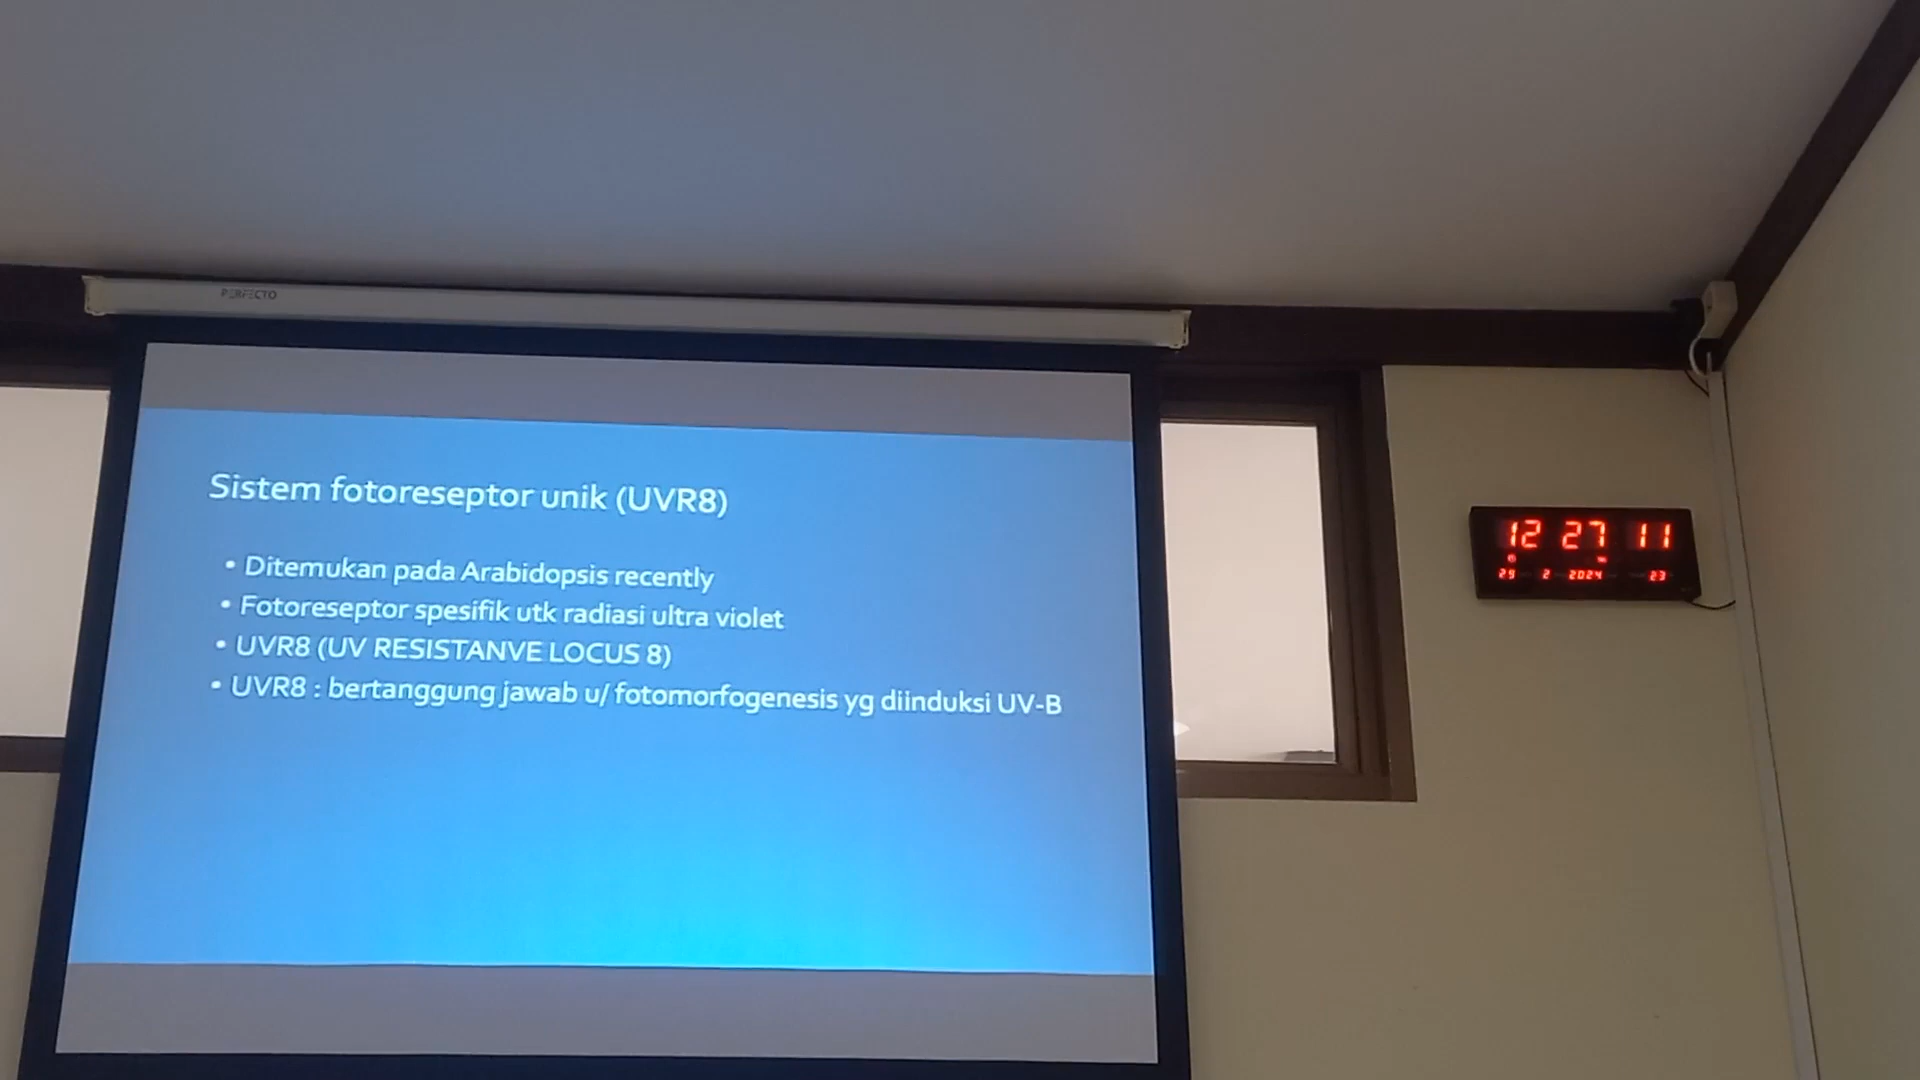 PERFECTO
Sistem fotoreseptor unik (UVR8)
• Ditemukan pada Arabidopsis recently
• Fotoreseptor spesifik utk radiasi ultra violet
• UVR8 (UV RESISTANVE LOCUS 8)
• UVR8 : bertanggung jawab u/ fotomorfogenesis yg diinduksi UV-B
12 27 11
29 2 2024 23